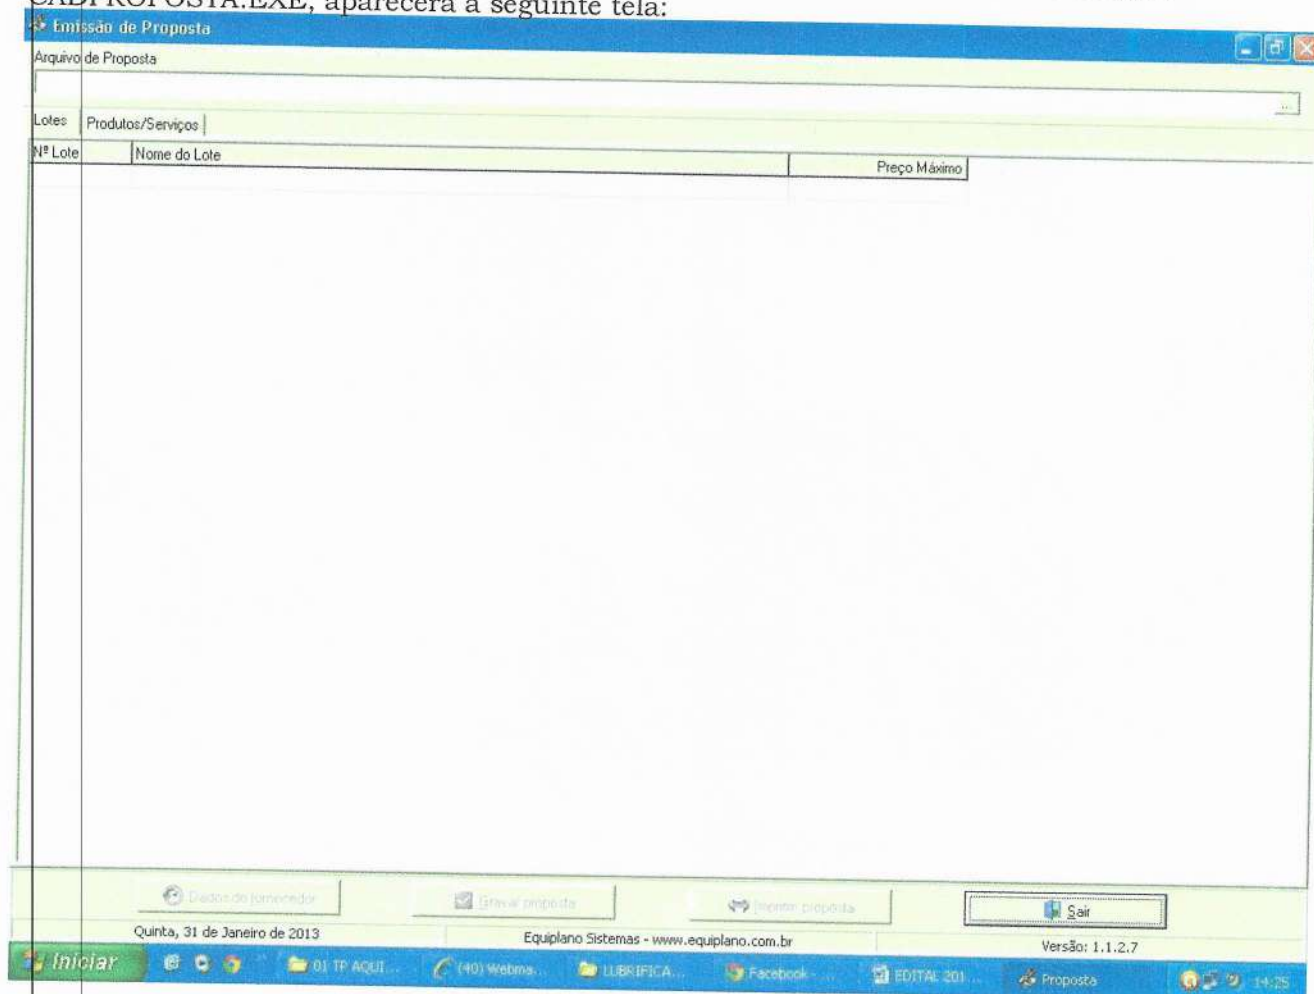 CADPROPOSTA.EXE, aparecerá a seguinte tela:
Emissão de Proposta
Arquivo de Proposta
...
Lotes Produtos/Serviços
Nº Lote Nome do Lote Preço Máximo
Dados do fornecedor Gravar proposta Imprimir proposta Sair
Quinta, 31 de Janeiro de 2013 Equiplano Sistemas - www.equiplano.com.br Versão: 1.1.2.7
Iniciar 01 TP AQUI... (40) Webma... LUBRIFICA... Facebook - ... EDITAL 201... Proposta 14:25